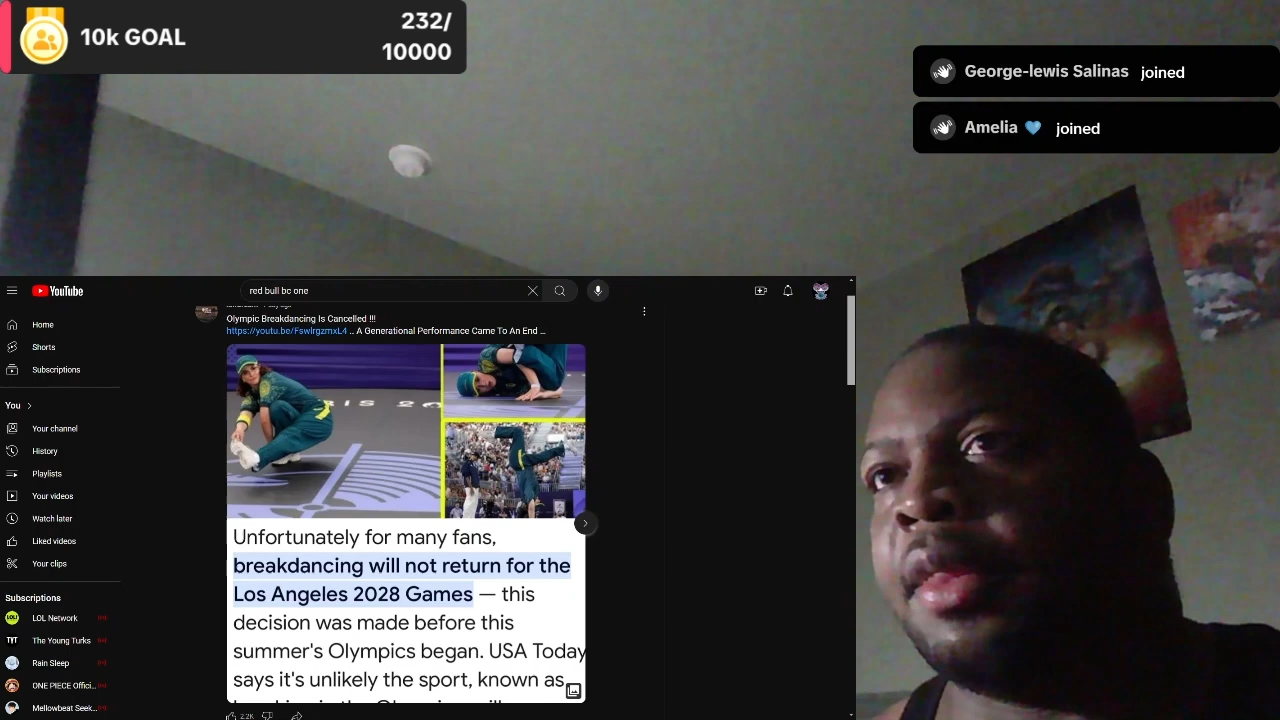 10k GOAL
232/
10000
George-lewis Salinas joined
Amelia 💙 joined
YouTube
red bull bc one
Home
Shorts
Subscriptions
You
Your channel
History
Playlists
Your videos
Watch later
Liked videos
Your clips
Subscriptions
LOL Network
The Young Turks
Rain Sleep
ONE PIECE Offici...
Mellowbeat Seek...
Olympic Breakdancing Is Cancelled !!!
https://youtu.be/FswlrgzmxL4 .. A Generational Performance Came To An End ...
Unfortunately for many fans,
breakdancing will not return for the
Los Angeles 2028 Games — this
decision was made before this
summer's Olympics began. USA Today
says it's unlikely the sport, known as
2.2K